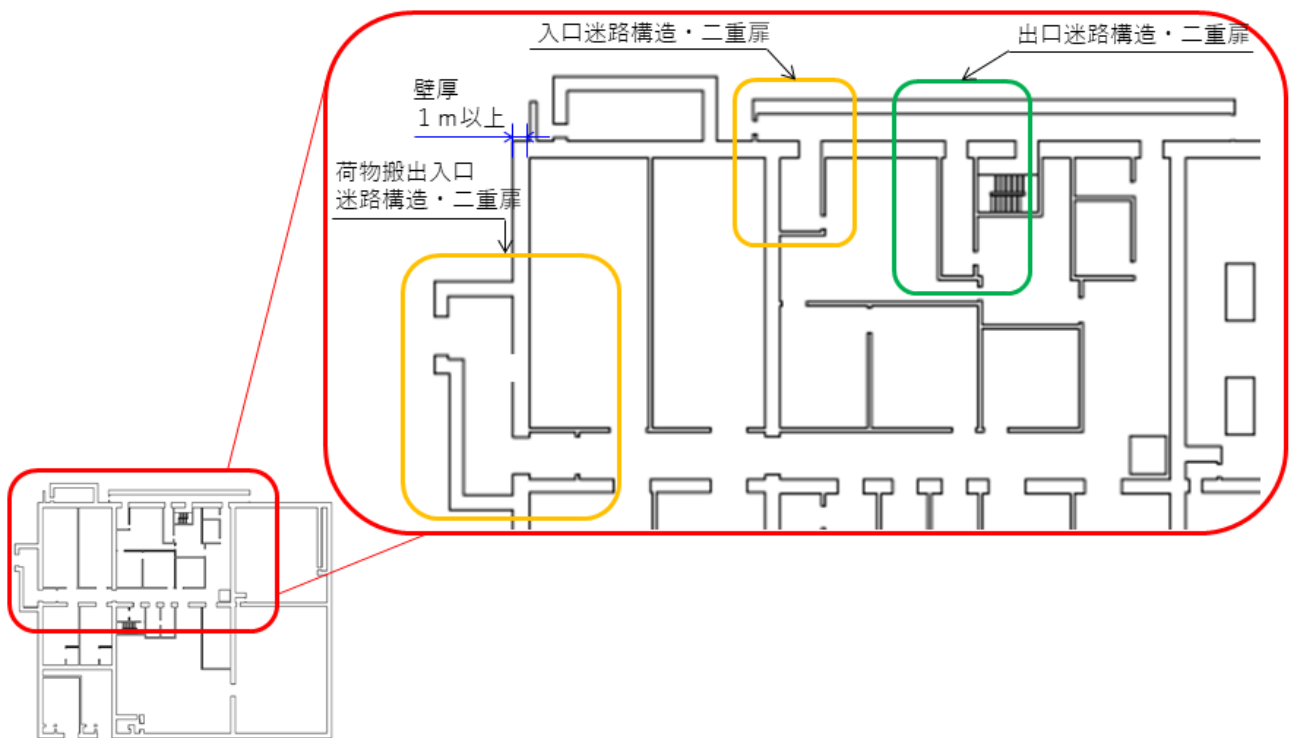 入口迷路構造・二重扉
出口迷路構造・二重扉
壁厚
１ｍ以上
荷物搬出入口
迷路構造・二重扉